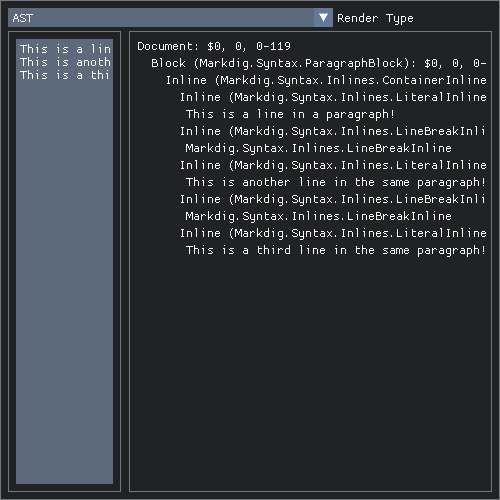 AST
Render Type
This is a lin
This is anoth
This is a thi
Document: $0, 0, 0-119
Block (Markdig.Syntax.ParagraphBlock): $0, 0, 0-
Inline (Markdig.Syntax.Inlines.ContainerInline
Inline (Markdig.Syntax.Inlines.LiteralInline
This is a line in a paragraph!
Inline (Markdig.Syntax.Inlines.LineBreakInli
Markdig.Syntax.Inlines.LineBreakInline
Inline (Markdig.Syntax.Inlines.LiteralInline
This is another line in the same paragraph!
Inline (Markdig.Syntax.Inlines.LineBreakInli
Markdig.Syntax.Inlines.LineBreakInline
Inline (Markdig.Syntax.Inlines.LiteralInline
This is a third line in the same paragraph!